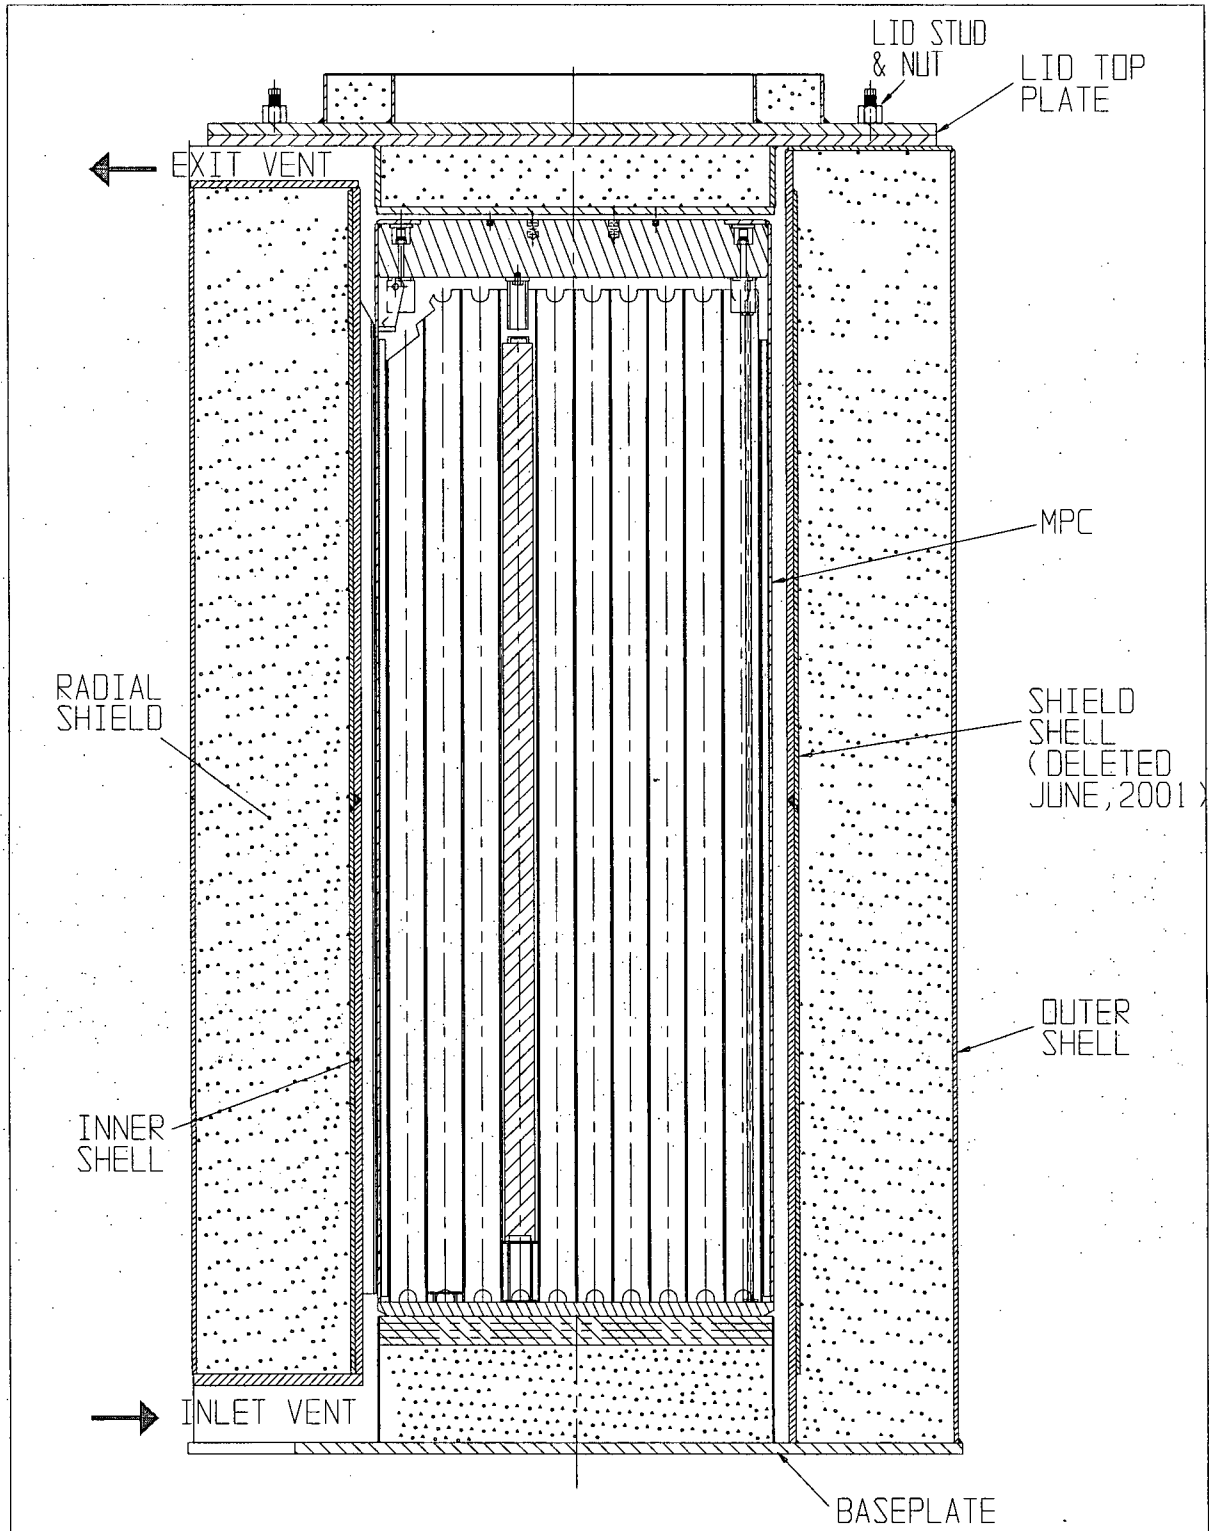 LID STUD
& NUT
LID TOP
PLATE
EXIT VENT
MPC
RADIAL
SHIELD
SHIELD
SHELL
(DELETED
JUNE, 2001)
OUTER
SHELL
INNER
SHELL
INLET VENT
BASEPLATE